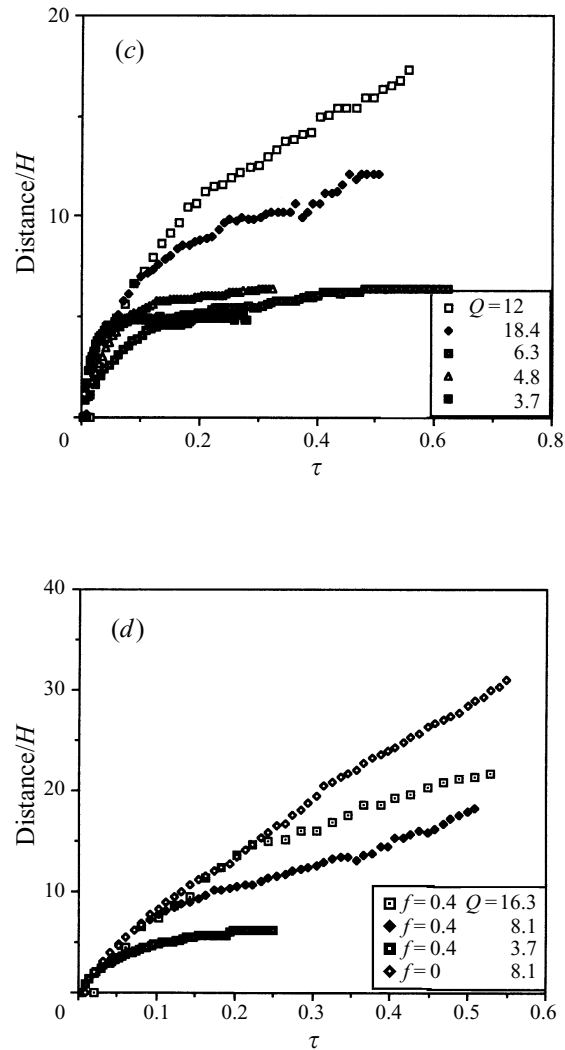 20
(c)
Distance/H
10
Q = 12
18.4
6.3
4.8
3.7
0
0.2
0.4
0.6
0.8
τ
40
(d)
30
Distance/H
20
10
f = 0.4 Q = 16.3
f = 0.4 8.1
f = 0.4 3.7
f = 0 8.1
0
0.1
0.2
0.3
0.4
0.5
0.6
τ